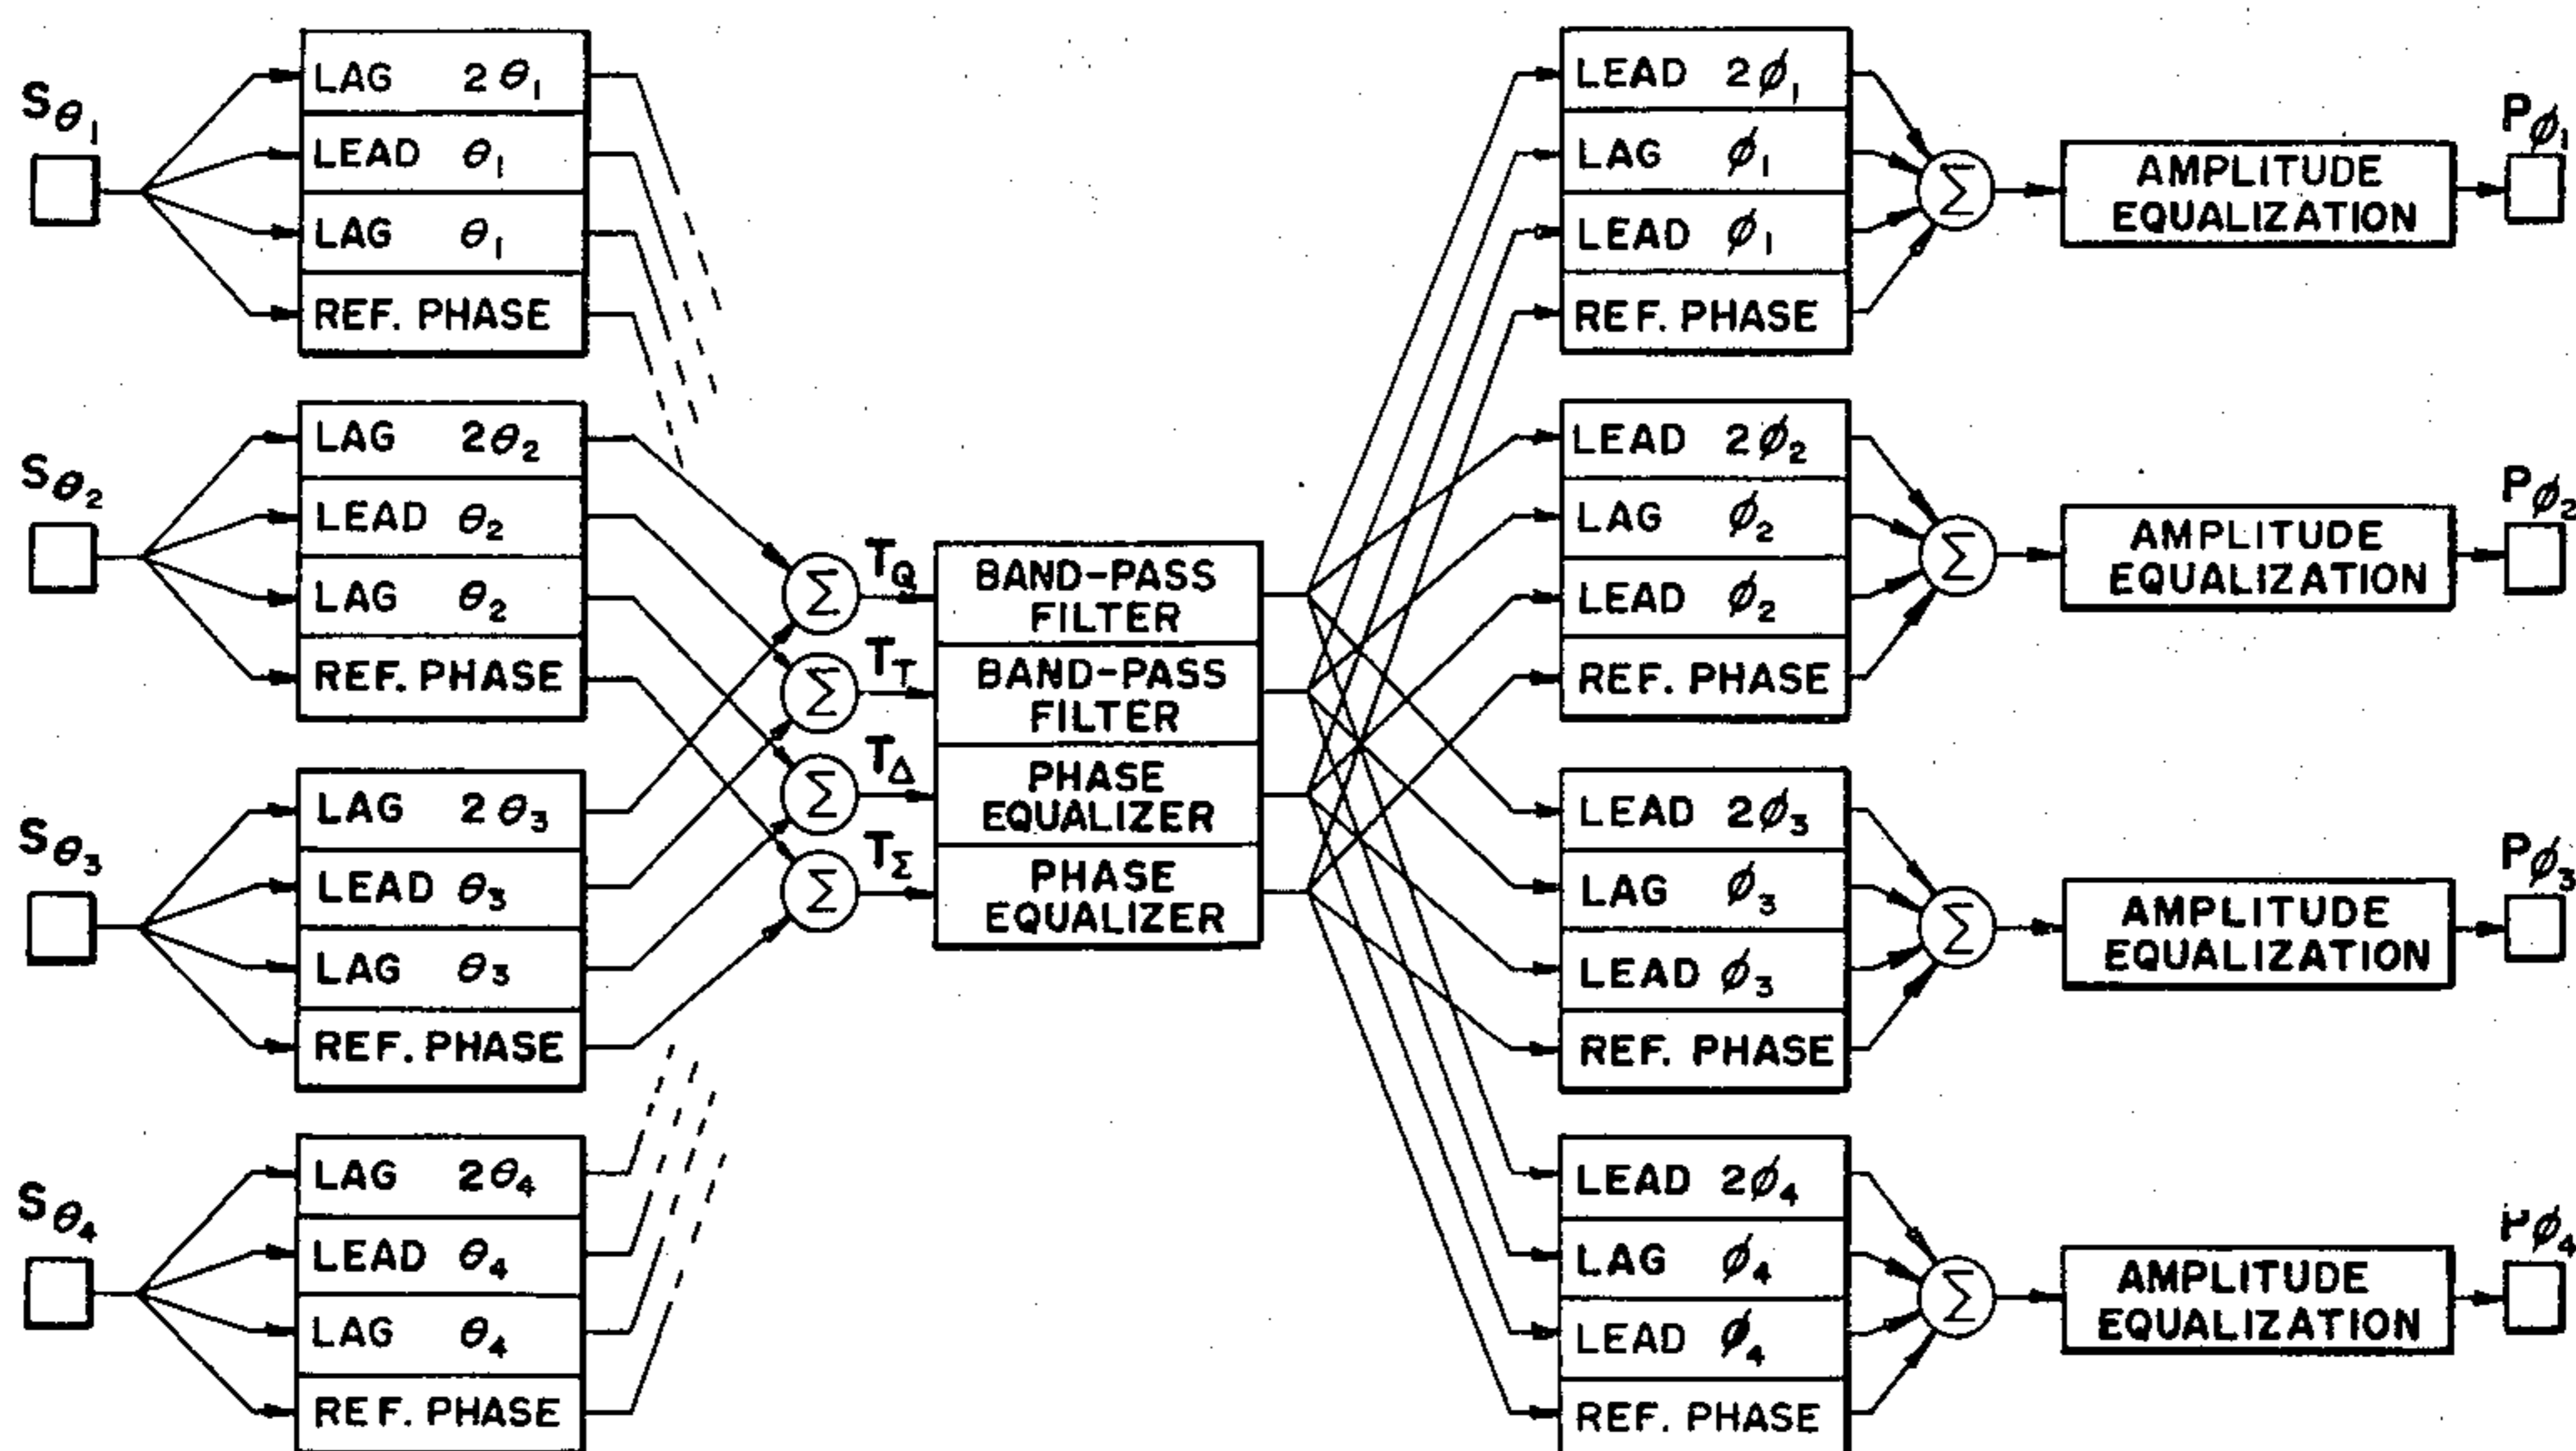 Sθ1
LAG 2θ1
LEAD θ1
LAG θ1
REF. PHASE
Sθ2
LAG 2θ2
LEAD θ2
LAG θ2
REF. PHASE
Sθ3
LAG 2θ3
LEAD θ3
LAG θ3
REF. PHASE
Sθ4
LAG 2θ4
LEAD θ4
LAG θ4
REF. PHASE
Σ
Σ
Σ
Σ
TQ
TT
TΔ
TΣ
BAND-PASS
FILTER
BAND-PASS
FILTER
PHASE
EQUALIZER
PHASE
EQUALIZER
LEAD 2ϕ1
LAG ϕ1
LEAD ϕ1
REF. PHASE
Σ
AMPLITUDE
EQUALIZATION
Pϕ1
LEAD 2ϕ2
LAG ϕ2
LEAD ϕ2
REF. PHASE
Σ
AMPLITUDE
EQUALIZATION
Pϕ2
LEAD 2ϕ3
LAG ϕ3
LEAD ϕ3
REF. PHASE
Σ
AMPLITUDE
EQUALIZATION
Pϕ3
LEAD 2ϕ4
LAG ϕ4
LEAD ϕ4
REF. PHASE
Σ
AMPLITUDE
EQUALIZATION
Pϕ4